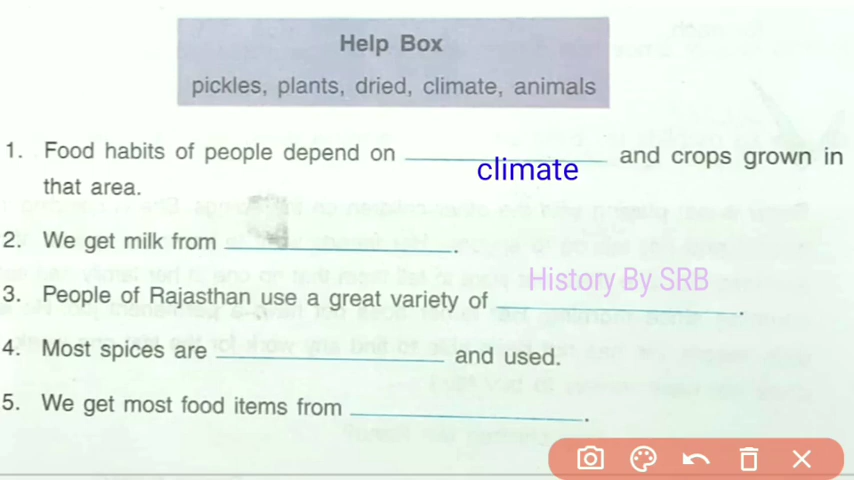 Help Box
pickles, plants, dried, climate, animals
1. Food habits of people depend on climate and crops grown in
that area.
2. We get milk from .
History By SRB
3. People of Rajasthan use a great variety of .
4. Most spices are and used.
5. We get most food items from .